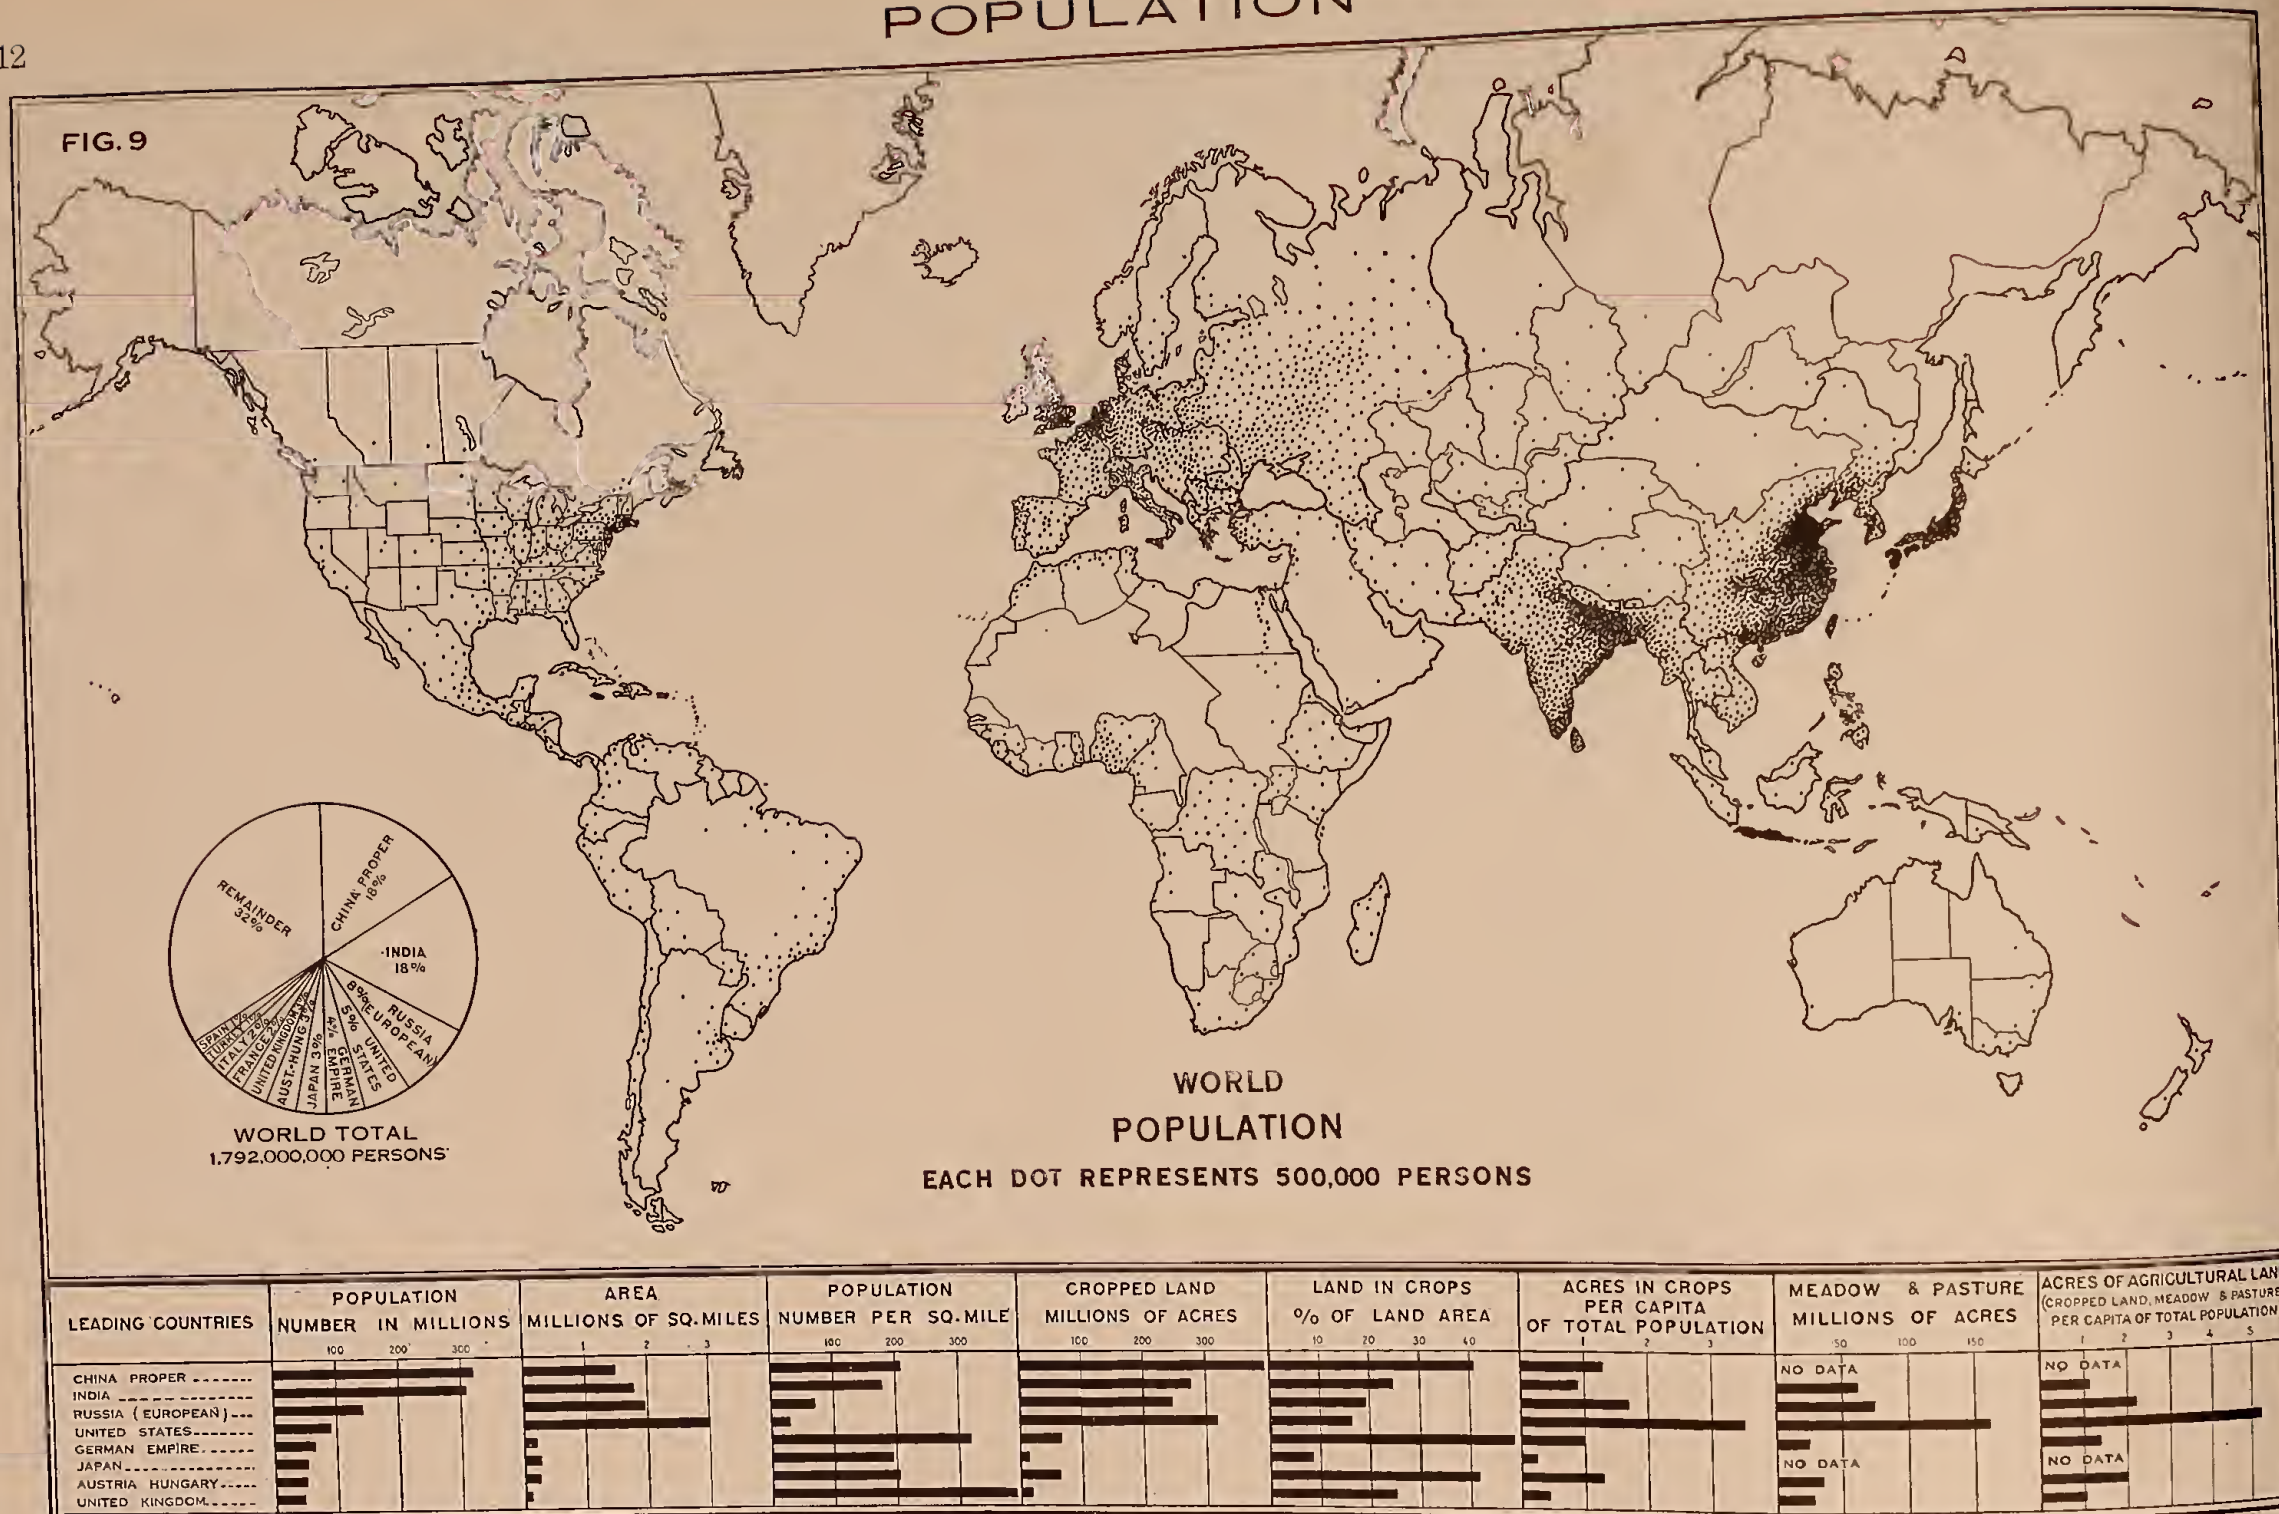 POPULATION
12
FIG. 9
REMAINDER
32%
CHINA PROPER
18%
INDIA
18%
RUSSIA
8% (EUROPEAN)
5% UNITED
STATES
4% GERMAN
EMPIRE
JAPAN 3%
AUST.-HUNG. 3%
UNITED KINGDOM 3%
FRANCE 2%
ITALY 2%
TURKEY 1%
SPAIN 1%
WORLD TOTAL
1,792,000,000 PERSONS
WORLD
POPULATION
EACH DOT REPRESENTS 500,000 PERSONS
LEADING COUNTRIES
CHINA PROPER
INDIA
RUSSIA (EUROPEAN)
UNITED STATES
GERMAN EMPIRE
JAPAN
AUSTRIA HUNGARY
UNITED KINGDOM
POPULATION
NUMBER IN MILLIONS
100 200 300
AREA
MILLIONS OF SQ. MILES
1 2 3
POPULATION
NUMBER PER SQ. MILE
100 200 300
CROPPED LAND
MILLIONS OF ACRES
100 200 300
LAND IN CROPS
% OF LAND AREA
10 20 30 40
ACRES IN CROPS
PER CAPITA
OF TOTAL POPULATION
1 2 3
MEADOW & PASTURE
MILLIONS OF ACRES
50 100 150
NO DATA
NO DATA
ACRES OF AGRICULTURAL LAN
(CROPPED LAND, MEADOW & PASTURE
PER CAPITA OF TOTAL POPULATION
1 2 3 4 5
NO DATA
NO DATA